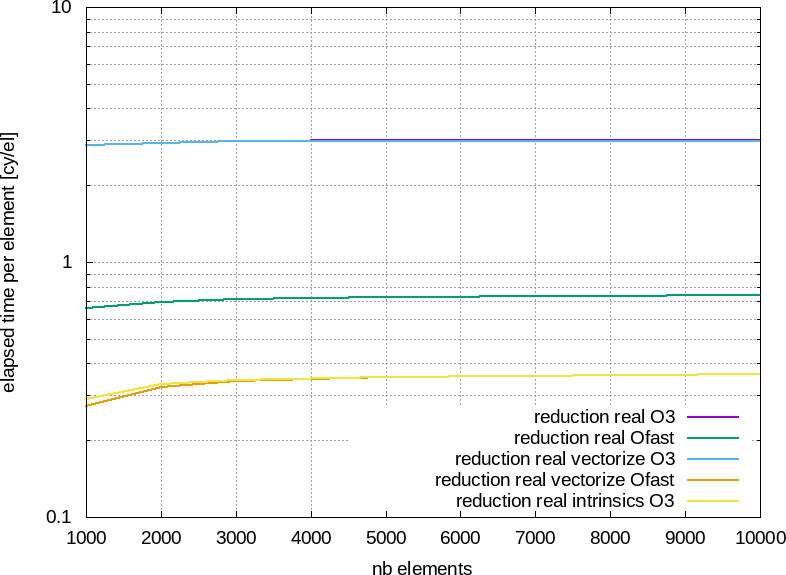 10
1
0.1
elapsed time per element [cy/el]
reduction real O3
reduction real Ofast
reduction real vectorize O3
reduction real vectorize Ofast
reduction real intrinsics O3
1000 2000 3000 4000 5000 6000 7000 8000 9000 10000
nb elements